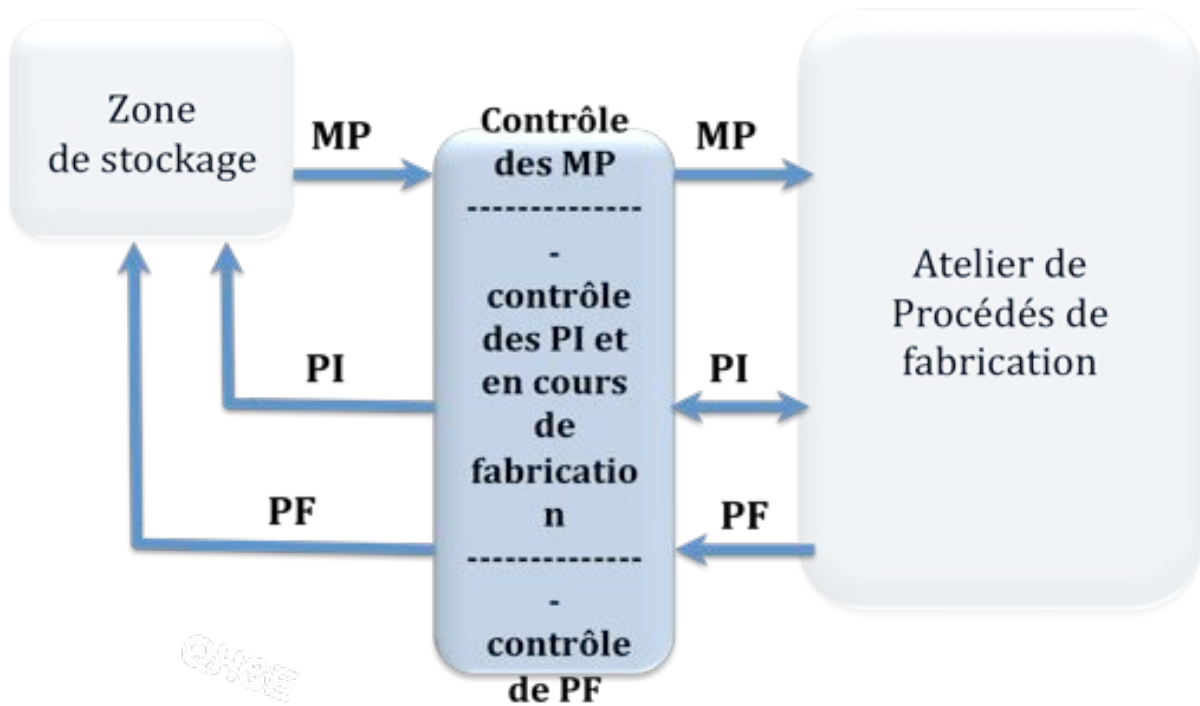 Zone
de stockage
MP
Contrôle
des MP
--------------
-
contrôle
des PI et
en cours
de
fabricatio
n
--------------
-
contrôle
de PF
MP
PI
PI
PF
PF
Atelier de
Procédés de
fabrication
QHSE